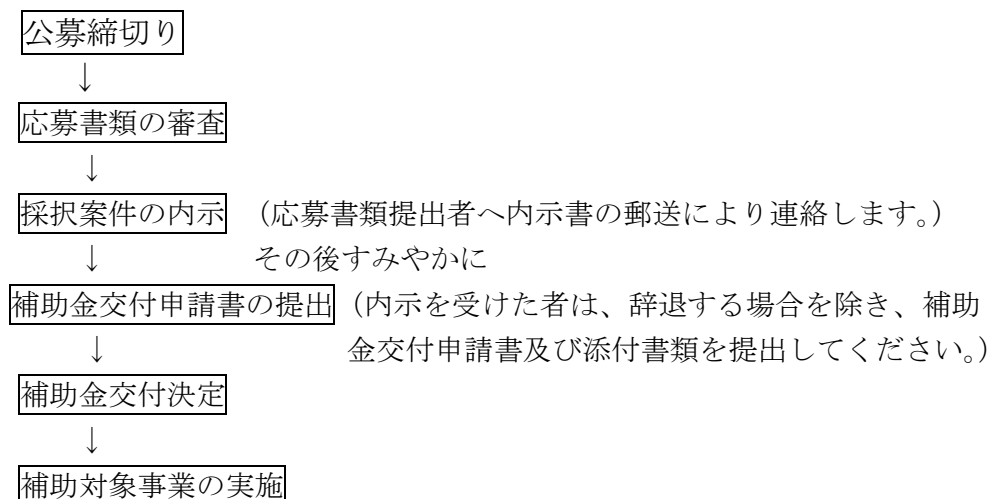 公募締切り
↓
応募書類の審査
↓
採択案件の内示 （応募書類提出者へ内示書の郵送により連絡します。）
↓ その後すみやかに
補助金交付申請書の提出（内示を受けた者は、辞退する場合を除き、補助
↓ 金交付申請書及び添付書類を提出してください。）
補助金交付決定
↓
補助対象事業の実施